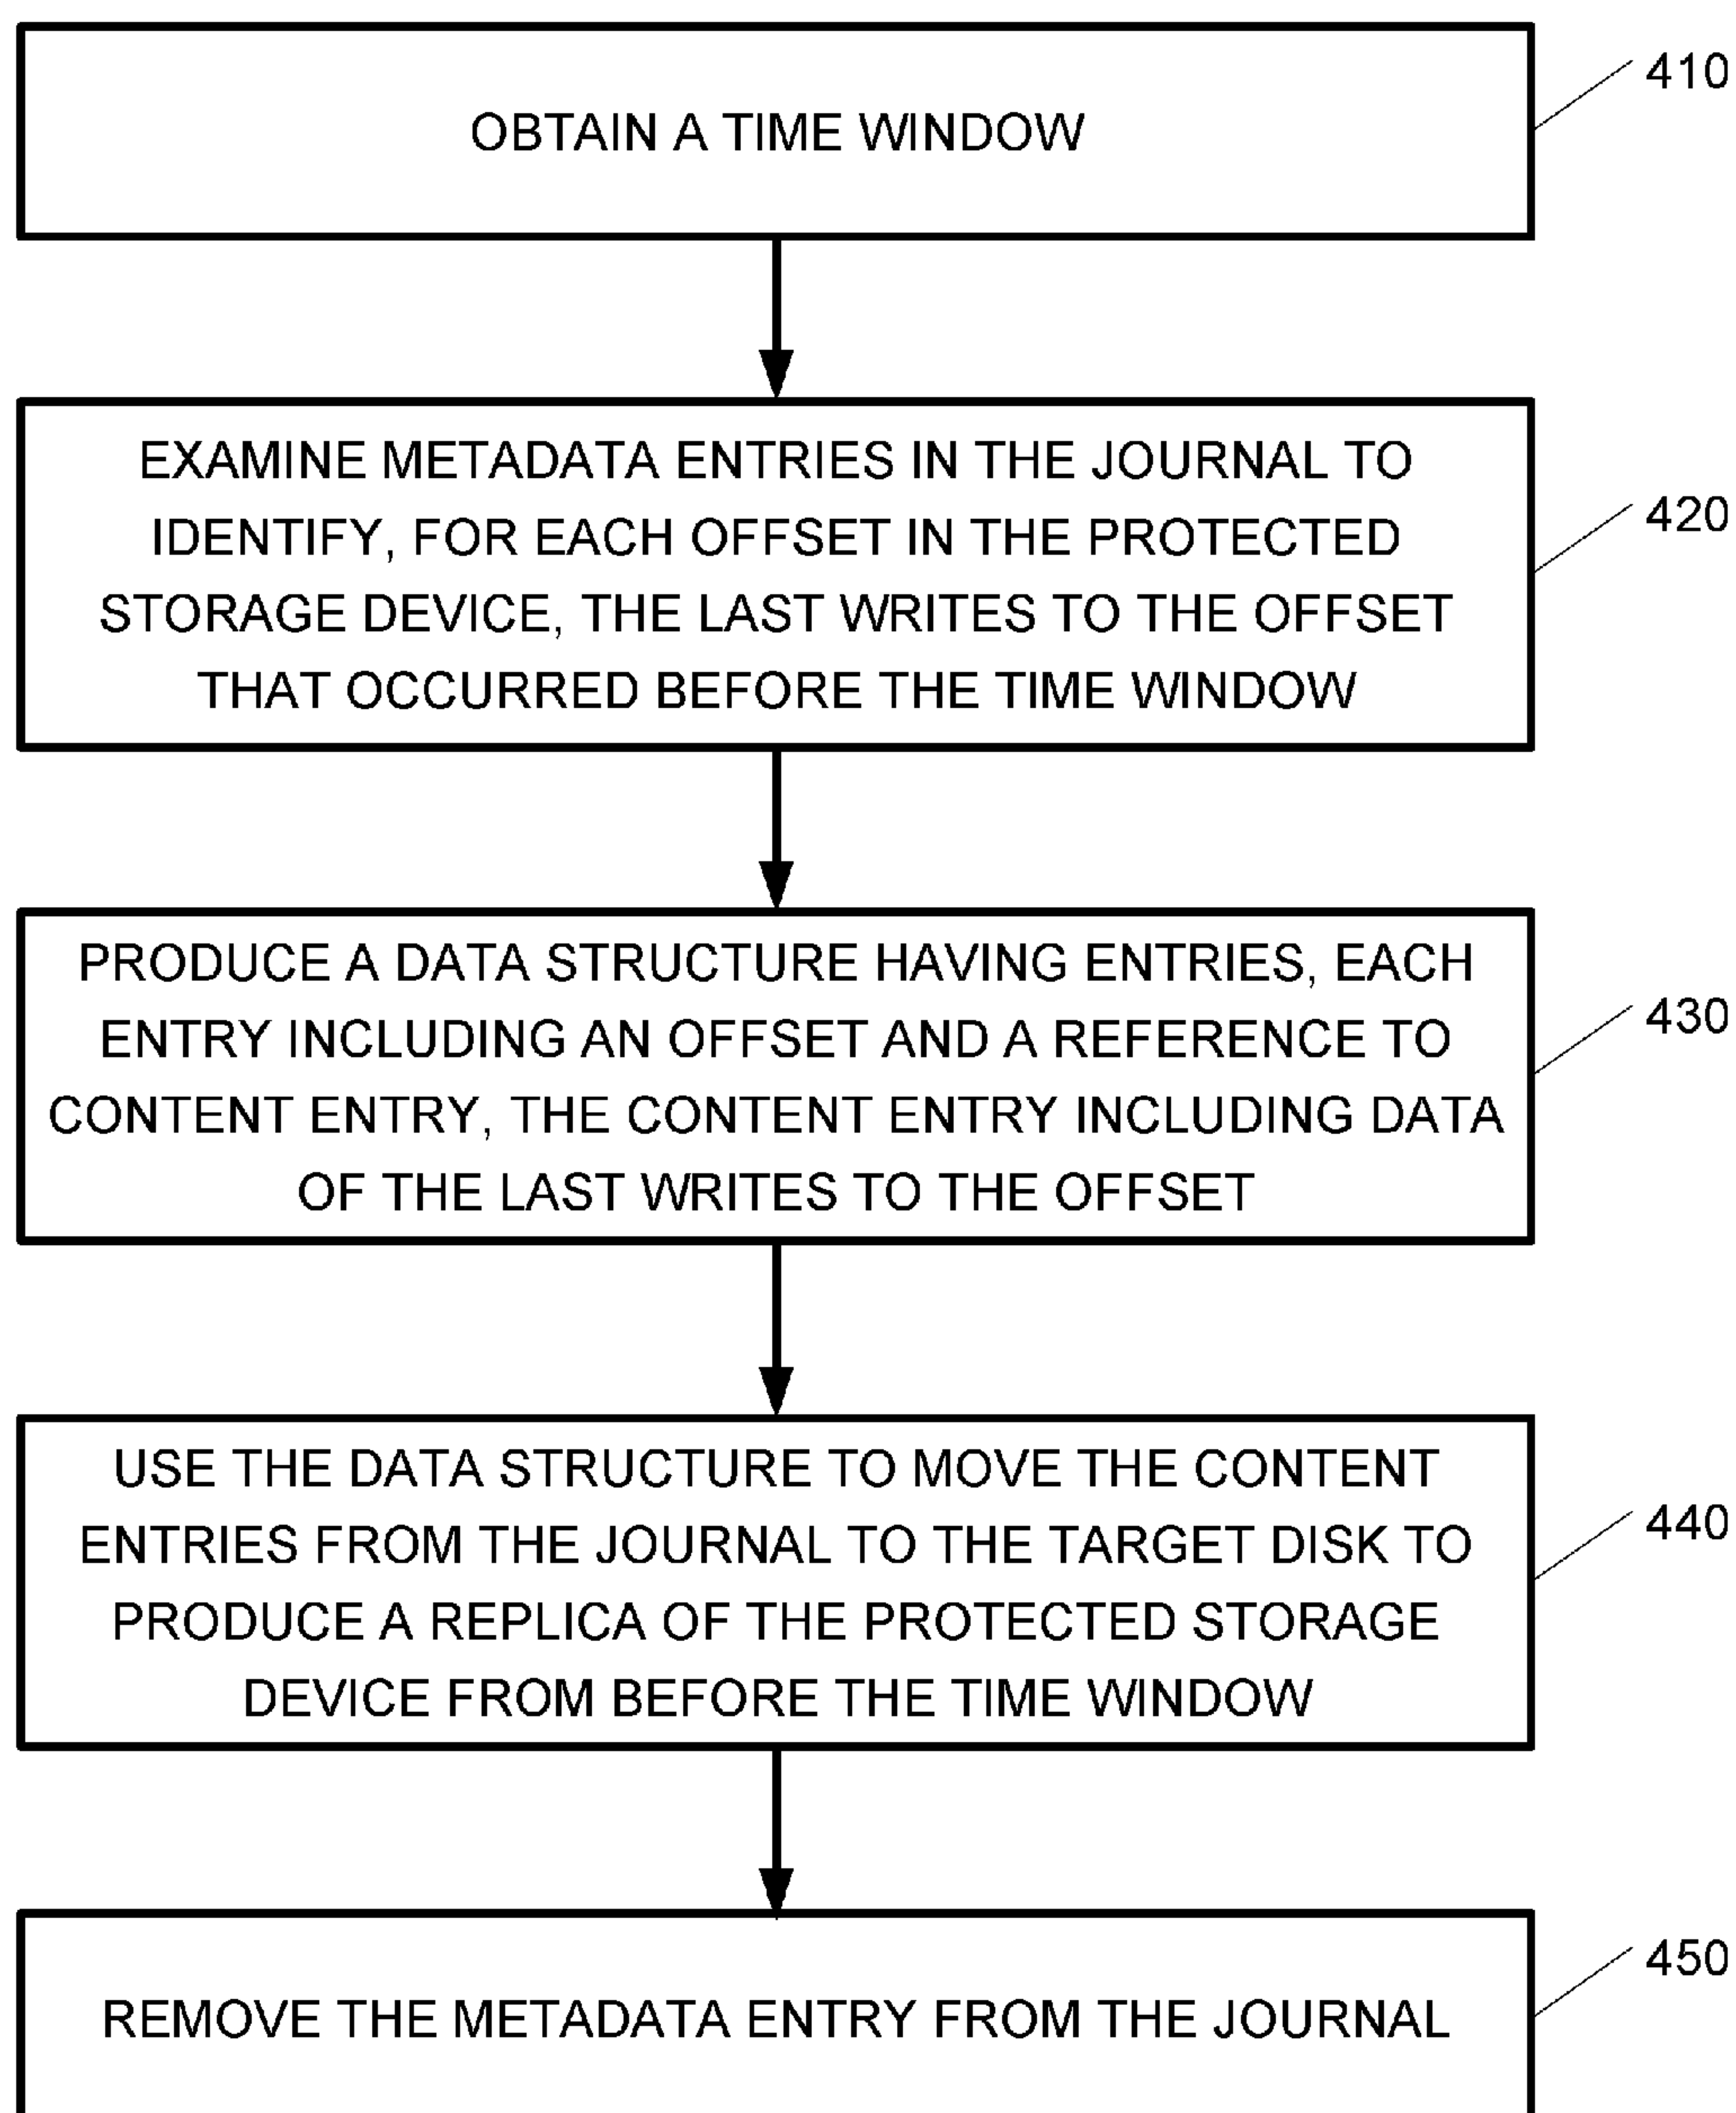 OBTAIN A TIME WINDOW
410
EXAMINE METADATA ENTRIES IN THE JOURNAL TO
IDENTIFY, FOR EACH OFFSET IN THE PROTECTED
STORAGE DEVICE, THE LAST WRITES TO THE OFFSET
THAT OCCURRED BEFORE THE TIME WINDOW
420
PRODUCE A DATA STRUCTURE HAVING ENTRIES, EACH
ENTRY INCLUDING AN OFFSET AND A REFERENCE TO
CONTENT ENTRY, THE CONTENT ENTRY INCLUDING DATA
OF THE LAST WRITES TO THE OFFSET
430
USE THE DATA STRUCTURE TO MOVE THE CONTENT
ENTRIES FROM THE JOURNAL TO THE TARGET DISK TO
PRODUCE A REPLICA OF THE PROTECTED STORAGE
DEVICE FROM BEFORE THE TIME WINDOW
440
REMOVE THE METADATA ENTRY FROM THE JOURNAL
450